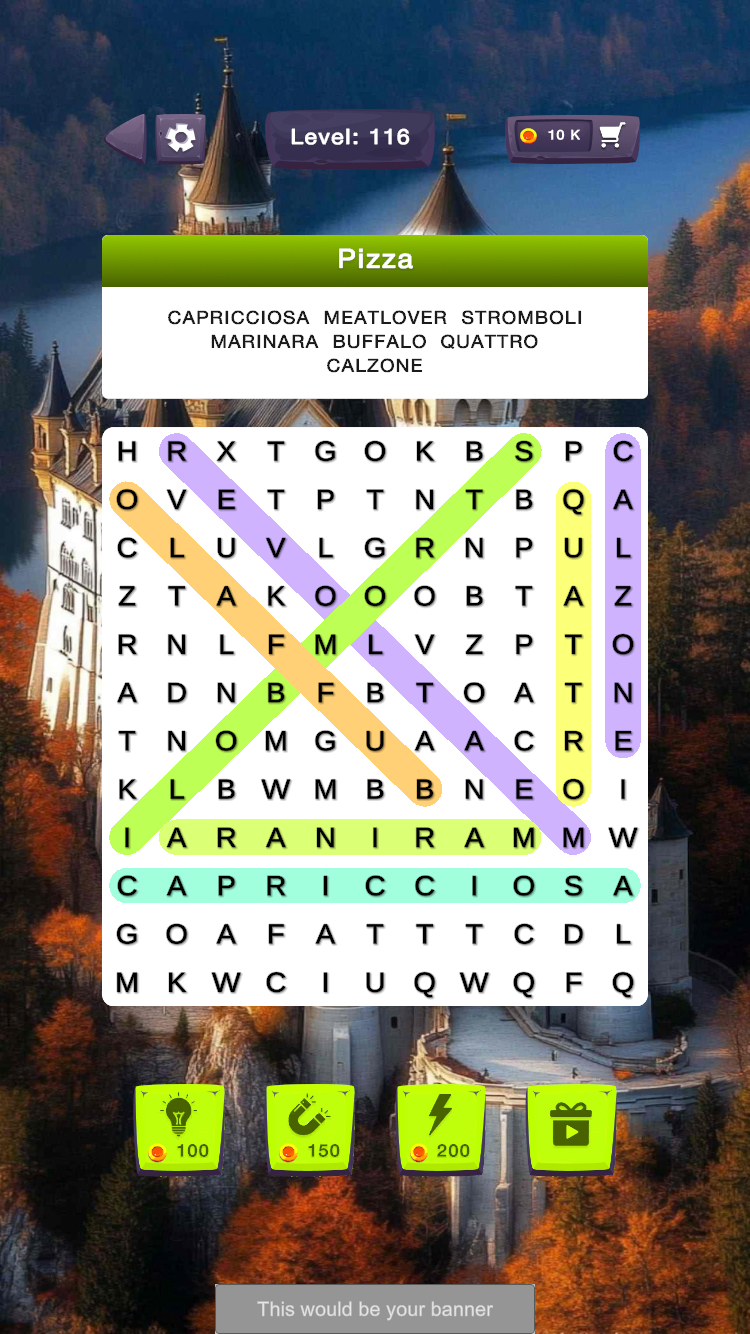 Level: 116
10 K
Pizza
CAPRICCIOSA MEATLOVER STROMBOLI
MARINARA BUFFALO QUATTRO
CALZONE
H R X T G O K B S P C
O V E T P T N T B Q A
C L U V L G R N P U L
Z T A K O O O B T A Z
R N L F M L V Z P T O
A D N B F B T O A T N
T N O M G U A A C R E
K L B W M B B N E O I
I A R A N I R A M M W
C A P R I C C I O S A
G O A F A T T T C D L
M K W C I U Q W Q F Q
100 150 200
This would be your banner